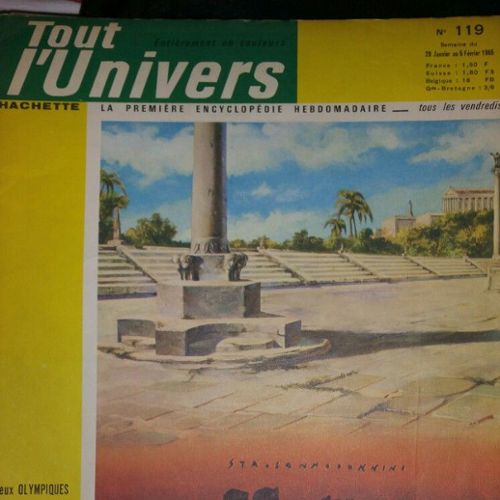 Tout
l'Univers
Entièrement en couleurs
N° 119
Semaine du
29 Janvier au 5 Février 1965
France : 1,50 F
Suisse : 1,80 FS
Belgique : 18 FB
Gde-Bretagne : 3/6
HACHETTE
LA PREMIÈRE ENCYCLOPÉDIE HEBDOMADAIRE — tous les vendredis
eux OLYMPIQUES